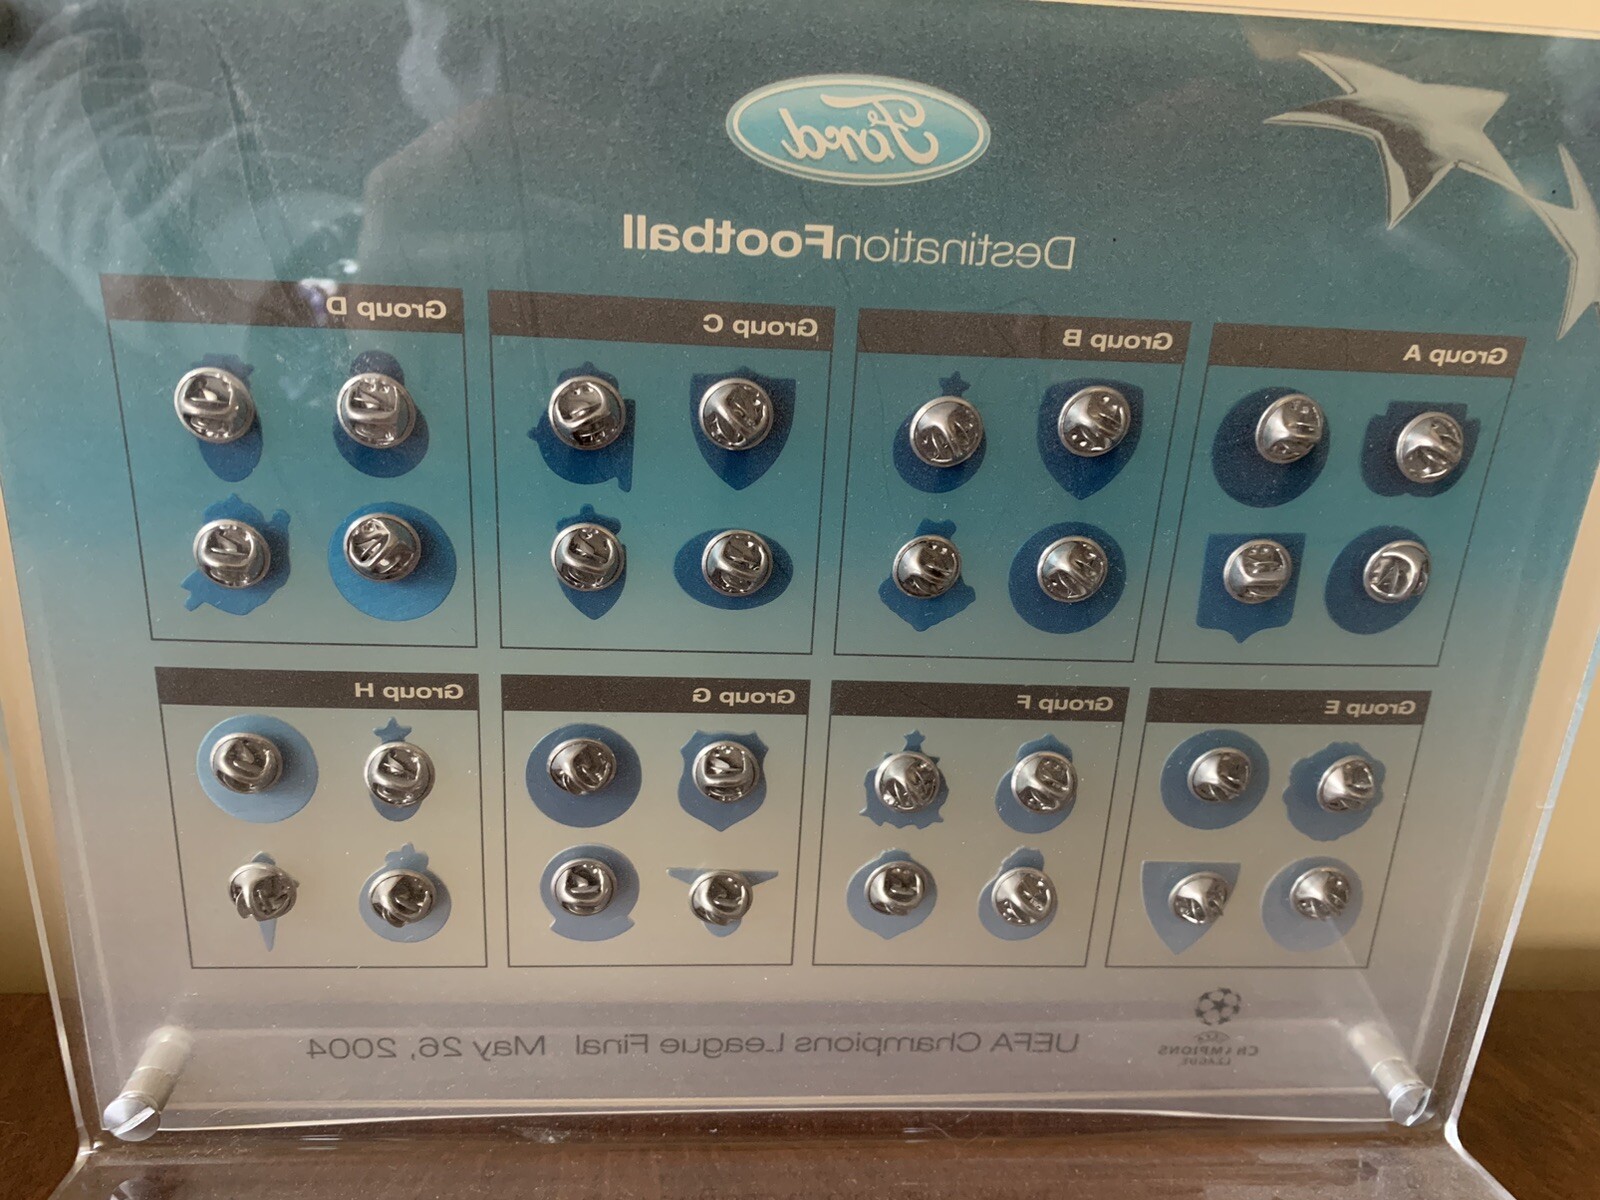 Ford
DestinationFootball
Group A
Group B
Group C
Group D
Group E
Group F
Group G
Group H
UEFA Champions League Final May 26, 2004
CHAMPIONS
LEAGUE